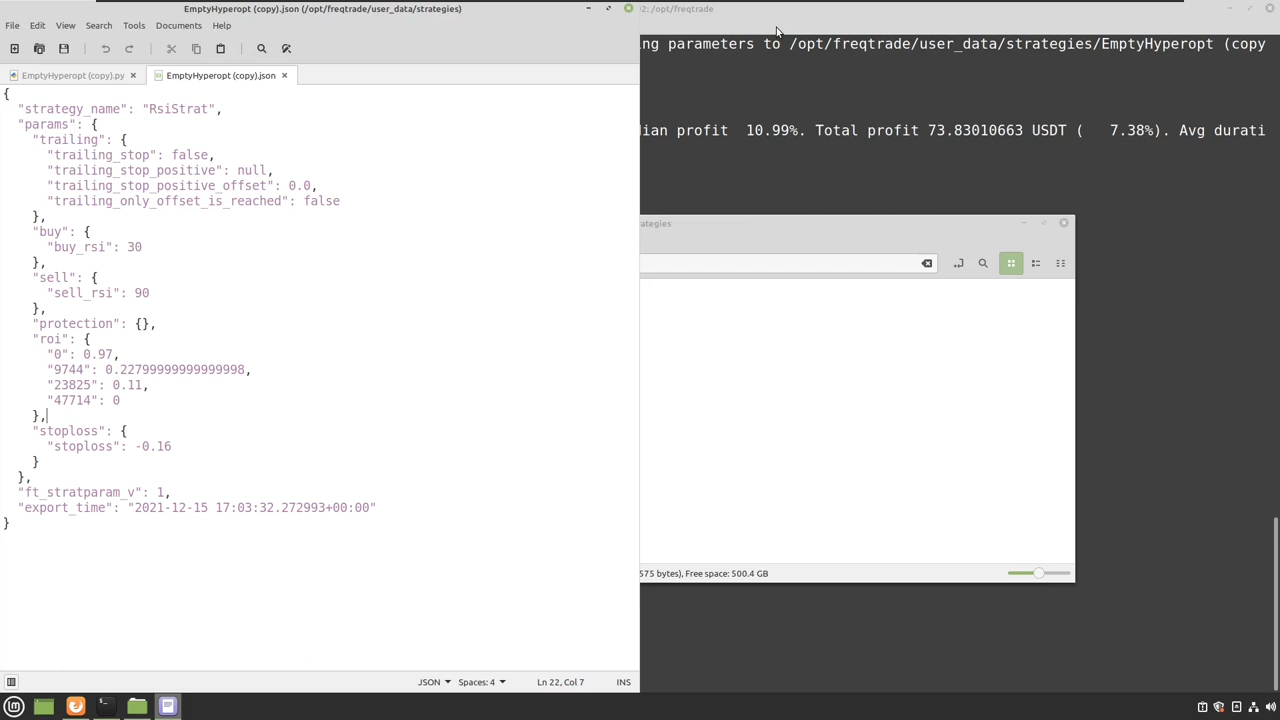 EmptyHyperopt (copy).json (/opt/freqtrade/user_data/strategies)
File Edit View Search Tools Documents Help
EmptyHyperopt (copy).py
EmptyHyperopt (copy).json
{
"strategy_name": "RsiStrat",
"params": {
"trailing": {
"trailing_stop": false,
"trailing_stop_positive": null,
"trailing_stop_positive_offset": 0.0,
"trailing_only_offset_is_reached": false
},
"buy": {
"buy_rsi": 30
},
"sell": {
"sell_rsi": 90
},
"protection": {},
"roi": {
"0": 0.97,
"9744": 0.22799999999999998,
"23825": 0.11,
"47714": 0
},
"stoploss": {
"stoploss": -0.16
}
},
"ft_stratparam_v": 1,
"export_time": "2021-12-15 17:03:32.272993+00:00"
}
JSON Spaces: 4 Ln 22, Col 7 INS
: /opt/freqtrade
ng parameters to /opt/freqtrade/user_data/strategies/EmptyHyperopt (copy
ian profit 10.99%. Total profit 73.83010663 USDT ( 7.38%). Avg durati
ategies
575 bytes), Free space: 500.4 GB